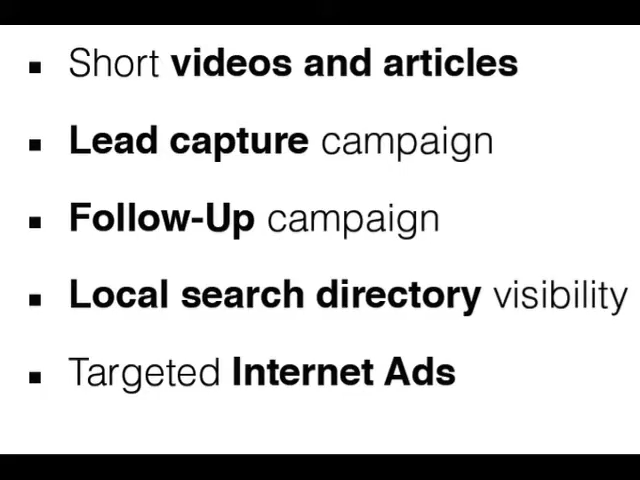 ▪ Short videos and articles
▪ Lead capture campaign
▪ Follow-Up campaign
▪ Local search directory visibility
▪ Targeted Internet Ads